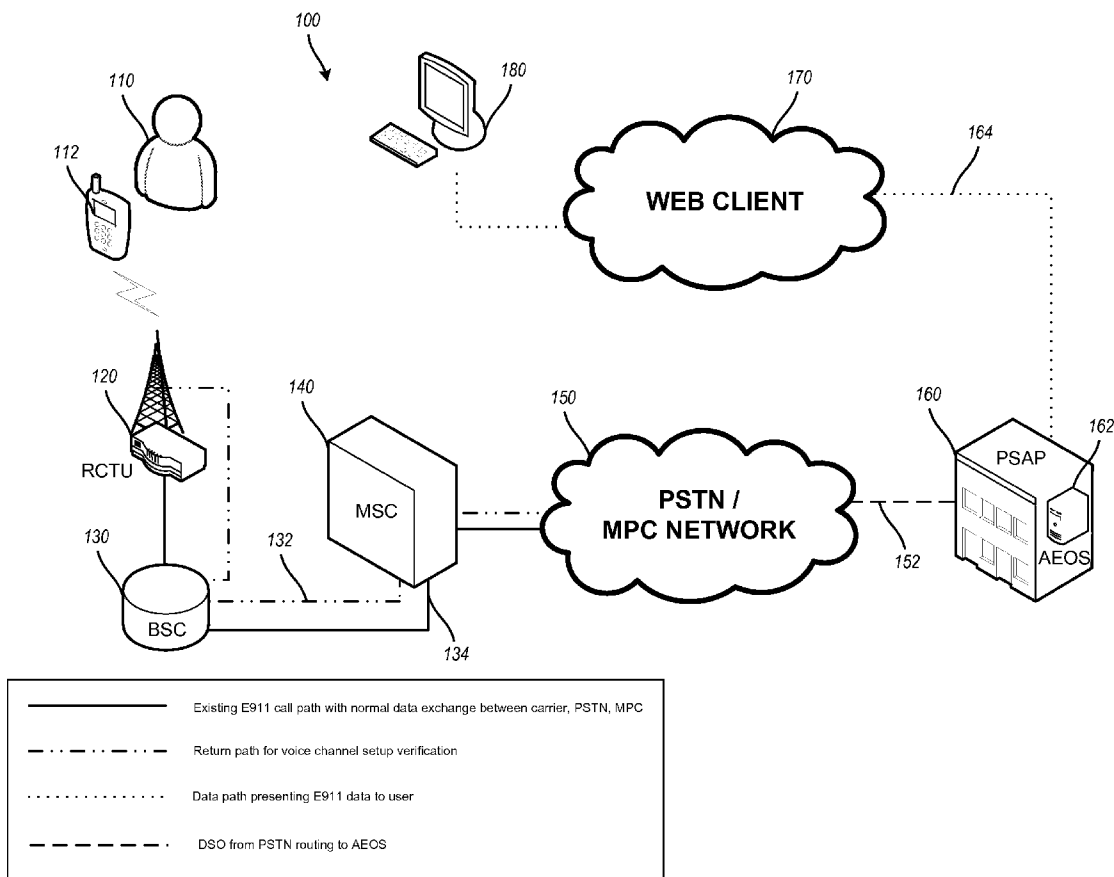 100
110
180
170
112
164
WEB CLIENT
120
140
150
160
162
PSAP
RCTU
MSC
PSTN /
MPC NETWORK
AEOS
130
132
152
BSC
134
Existing E911 call path with normal data exchange between carrier, PSTN, MPC
Return path for voice channel setup verification
Data path presenting E911 data to user
DSO from PSTN routing to AEOS